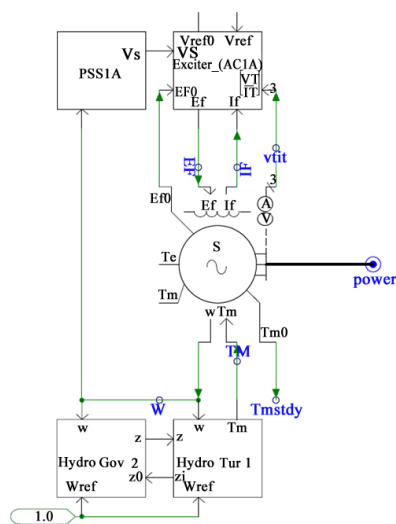 Vref0 Vref
Vs VS
PSS1A Exciter_(AC1A)
EF0 VT 3
IT
Ef If
EF IF vtit
3
Ef0 Ef If A
V
S
Te
power
Tm
w Tm Tm0
TM
W Tmstdy
w w Tm
z z
Hydro Gov 2 Hydro Tur 1
z0 zi
Wref Wref
1.0